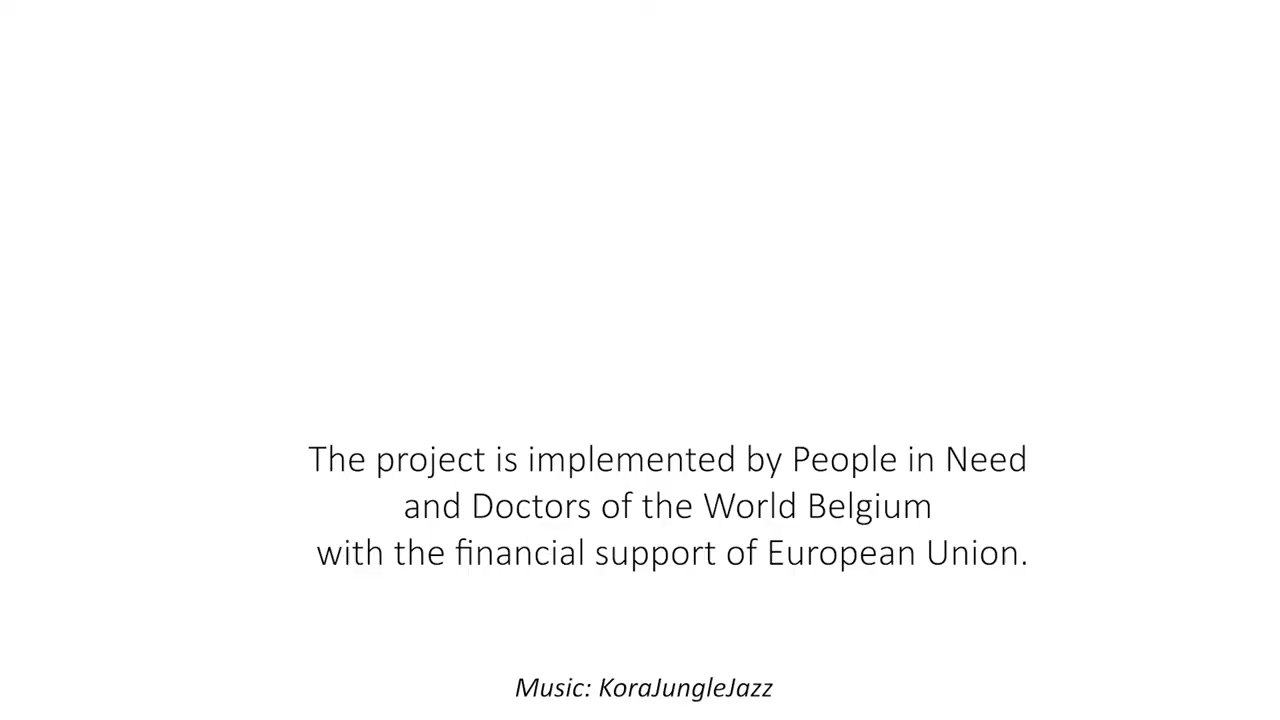 The project is implemented by People in Need
and Doctors of the World Belgium
with the financial support of European Union.
Music: KoraJungleJazz